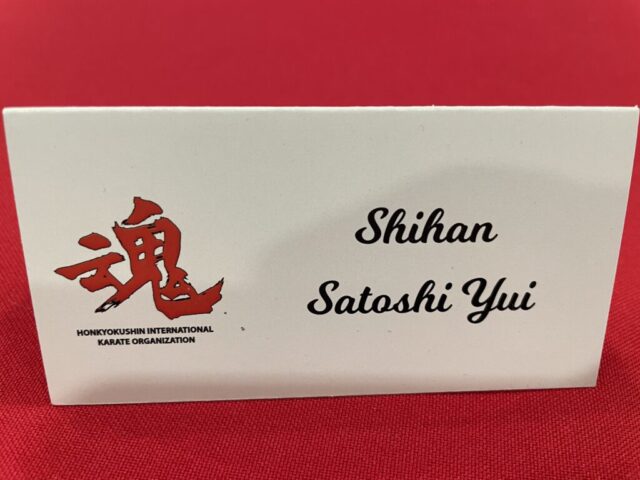 魂
HONKYOKUSHIN INTERNATIONAL
KARATE ORGANIZATION
Shihan
Satoshi Yui